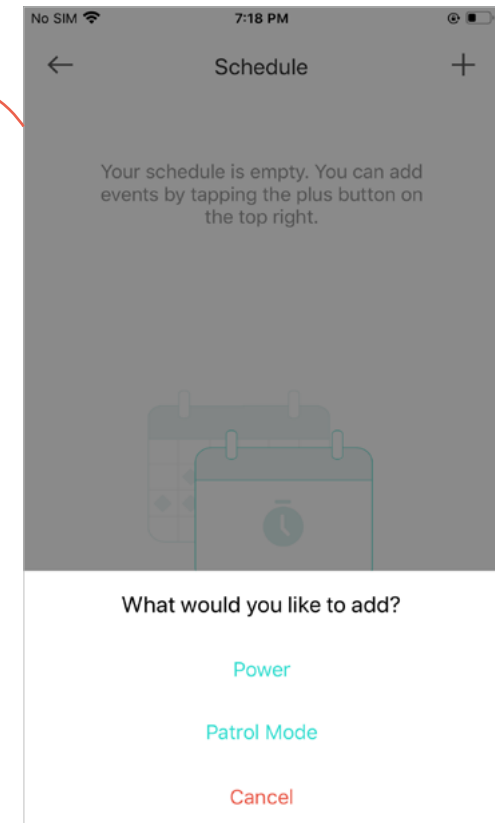 No SIM 7:18 PM
Schedule
Your schedule is empty. You can add
events by tapping the plus button on
the top right.
What would you like to add?
Power
Patrol Mode
Cancel